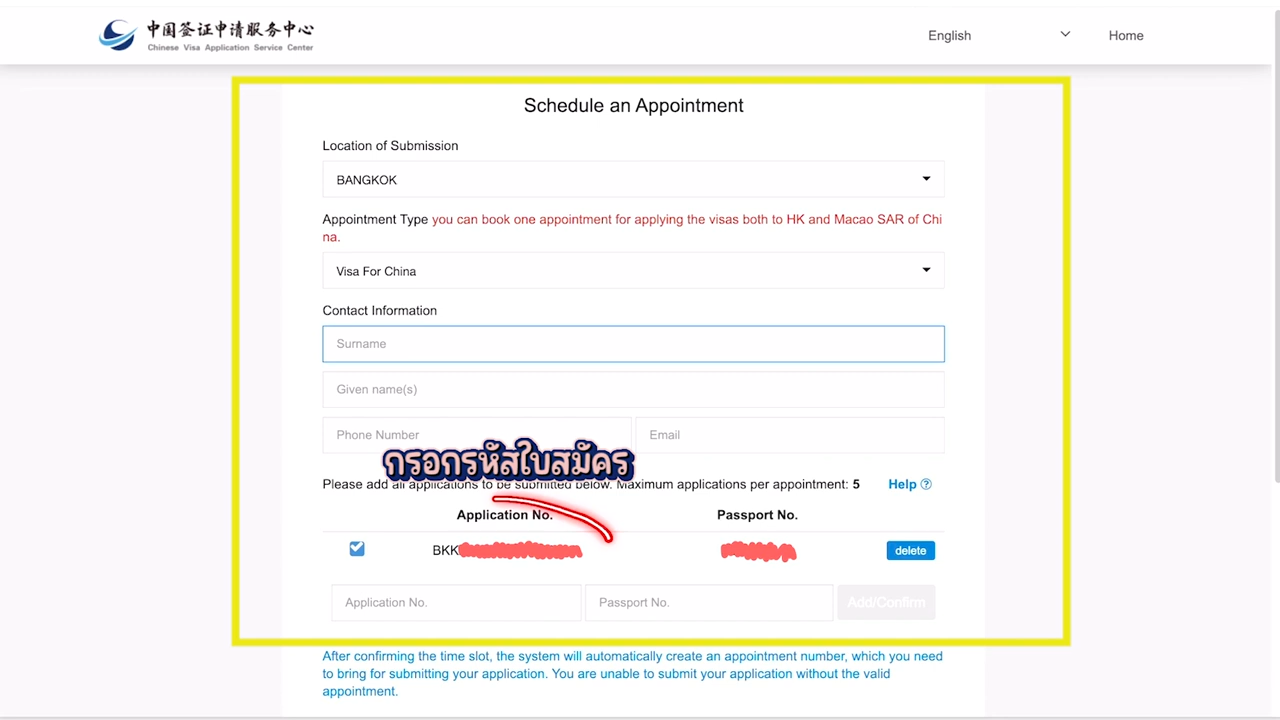 中国签证申请服务中心
Chinese Visa Application Service Center
English
Home
Schedule an Appointment
Location of Submission
BANGKOK
Appointment Type you can book one appointment for applying the visas both to HK and Macao SAR of Chi
na.
Visa For China
Contact Information
Surname
Given name(s)
Phone Number
Email
กรอกรหัสใบสมัคร
Please add all applications to be submitted below. Maximum applications per appointment: 5 Help ?
Application No.
Passport No.
BKK
delete
Application No.
Passport No.
Add/Confirm
After confirming the time slot, the system will automatically create an appointment number, which you need
to bring for submitting your application. You are unable to submit your application without the valid
appointment.